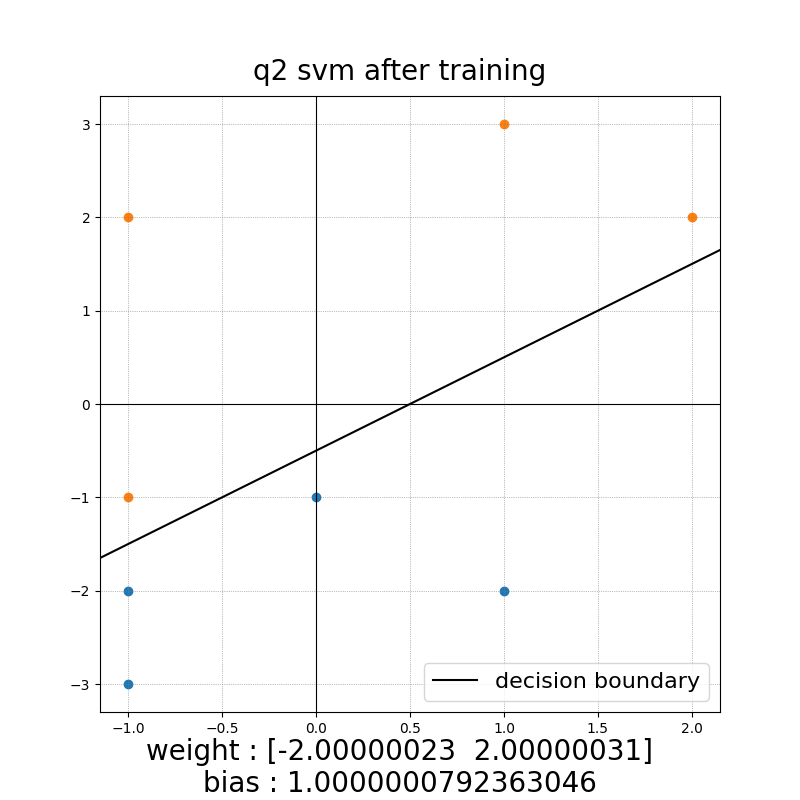 q2 svm after training
3
2
1
0
−1
−2
−3
decision boundary
−1.0 −0.5 0.0 0.5 1.0 1.5 2.0
weight : [-2.00000023  2.00000031]
bias : 1.0000000792363046